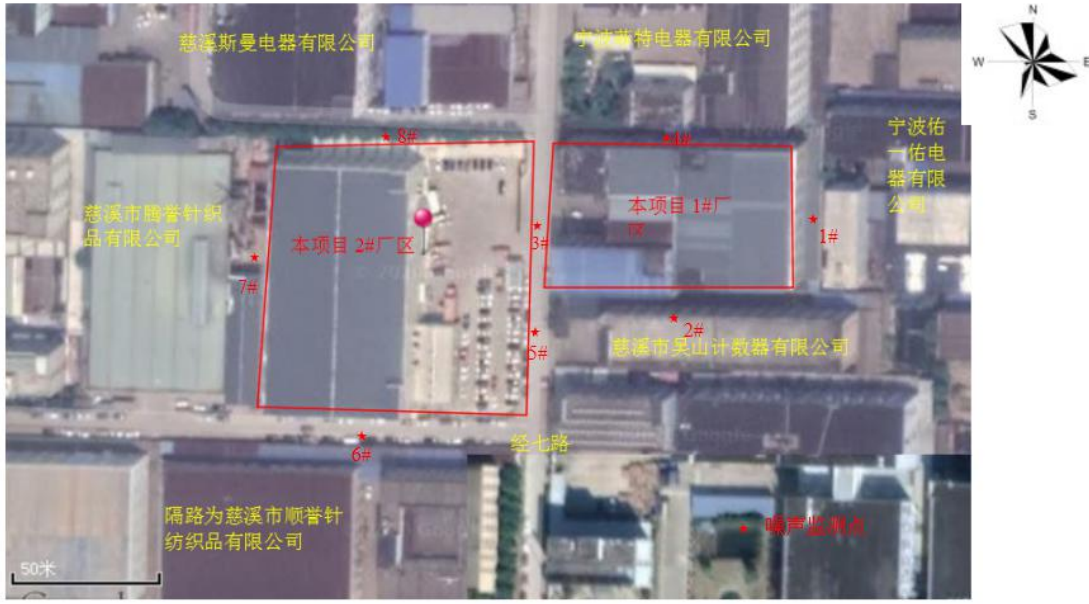 慈溪斯曼电器有限公司
宁波蒂特电器有限公司
N
W
E
S
8#
4#
宁波佑
一佑电
器有限
公司
慈溪市腾誉针织
品有限公司
本项目 2#厂区
3#
本项目 1#厂
区
1#
7#
5#
2#
慈溪市吴山计数器有限公司
6#
经七路
隔路为慈溪市顺誉针
纺织品有限公司
噪声监测点
50米